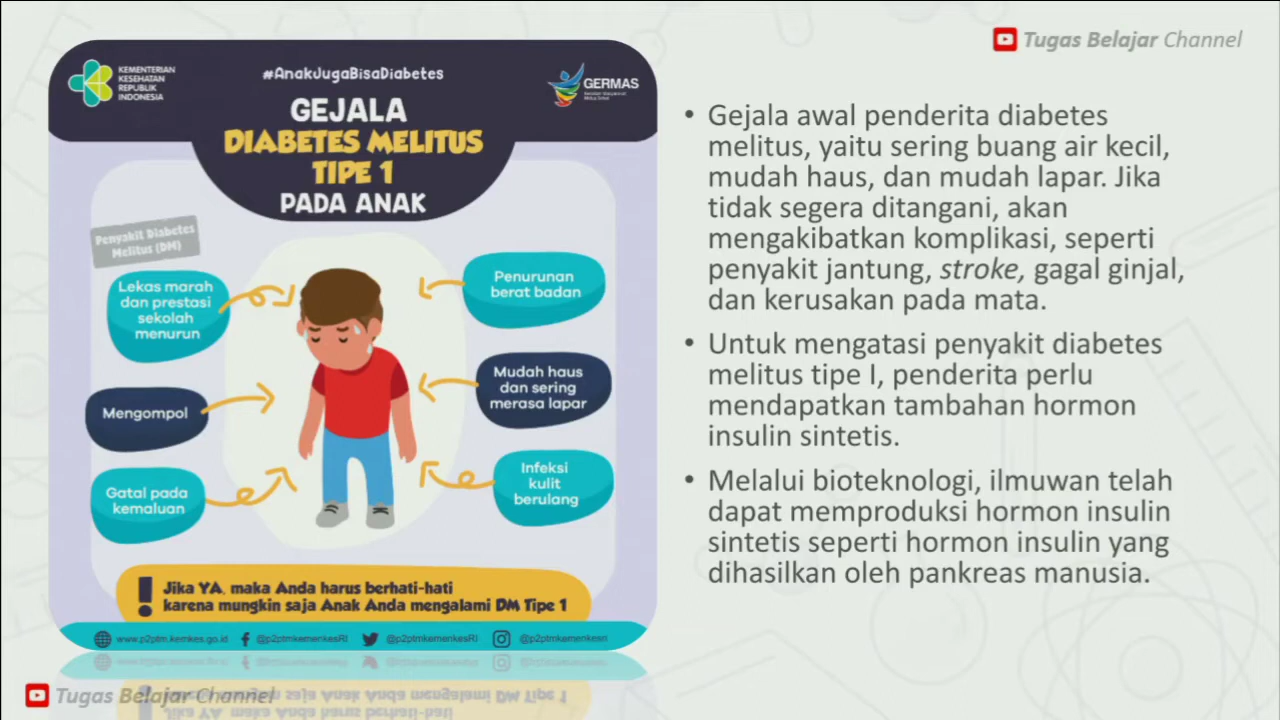 Tugas Belajar Channel
KEMENTERIAN
KESEHATAN
REPUBLIK
INDONESIA
#AnakJugaBisaDiabetes
GERMAS
GEJALA
DIABETES MELITUS
TIPE 1
PADA ANAK
Penyakit Diabetes
Melitus (DM)
Lekas marah
dan prestasi
sekolah
menurun
Mengompol
Gatal pada
kemaluan
Penurunan
berat badan
Mudah haus
dan sering
merasa lapar
Infeksi
kulit
berulang
! Jika YA, maka Anda harus berhati-hati
karena mungkin saja Anak Anda mengalami DM Tipe 1
www.p2ptm.kemkes.go.id @p2ptmkemenkesRI @p2ptmkemenkesRI @p2ptmkemenkesri
• Gejala awal penderita diabetes
melitus, yaitu sering buang air kecil,
mudah haus, dan mudah lapar. Jika
tidak segera ditangani, akan
mengakibatkan komplikasi, seperti
penyakit jantung, stroke, gagal ginjal,
dan kerusakan pada mata.
• Untuk mengatasi penyakit diabetes
melitus tipe I, penderita perlu
mendapatkan tambahan hormon
insulin sintetis.
• Melalui bioteknologi, ilmuwan telah
dapat memproduksi hormon insulin
sintetis seperti hormon insulin yang
dihasilkan oleh pankreas manusia.
Tugas Belajar Channel